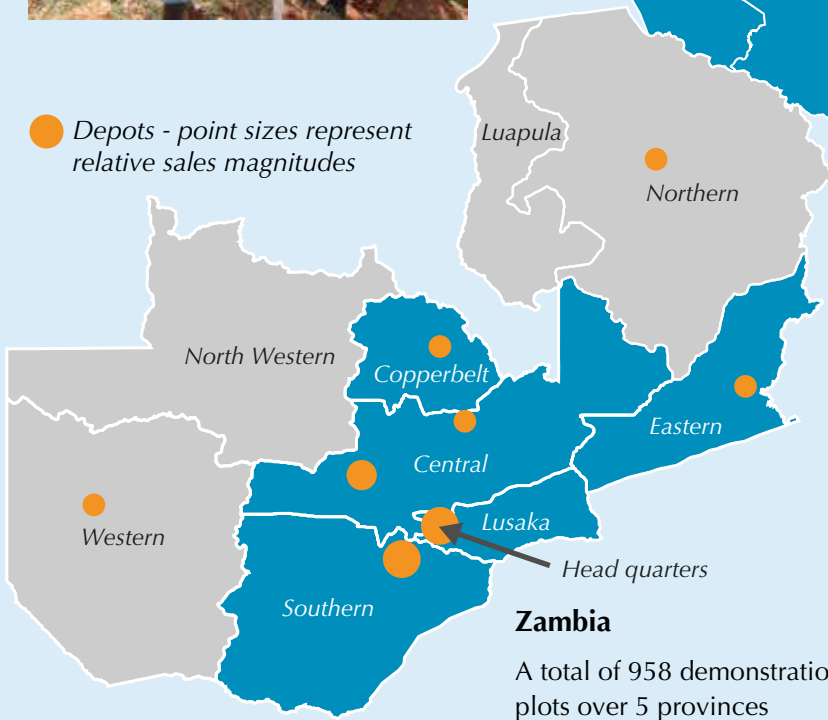 Depots - point sizes represent
relative sales magnitudes
Luapula
Northern
North Western
Copperbelt
Eastern
Central
Lusaka
Western
Head quarters
Southern
Zambia
A total of 958 demonstratio
plots over 5 provinces